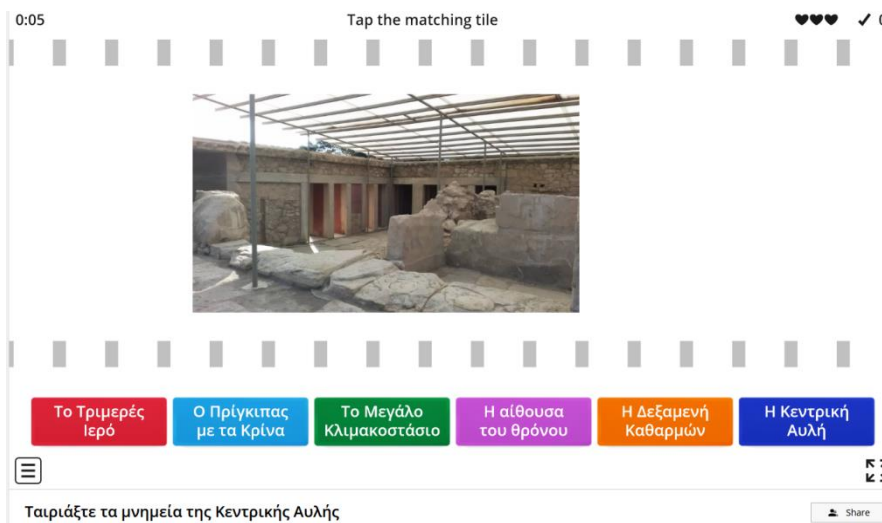 0:05
Tap the matching tile
Το Τριμερές
Ιερό
Ο Πρίγκιπας
με τα Κρίνα
Το Μεγάλο
Κλιμακοστάσιο
Η αίθουσα
του θρόνου
Η Δεξαμενή
Καθαρμών
Η Κεντρική
Αυλή
Ταιριάξτε τα μνημεία της Κεντρικής Αυλής
Share